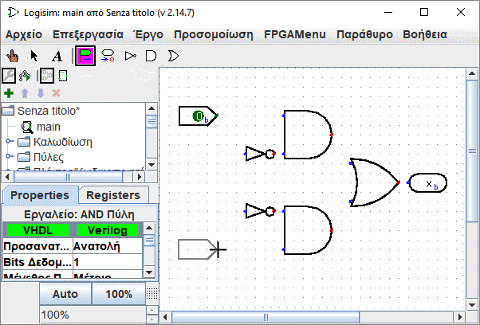 Logisim: main από Senza titolo (v 2.14.7)
Αρχείο Επεξεργασία Έργο Προσομοίωση FPGAMenu Παράθυρο Βοήθεια
A
Senza titolo*
main
Καλωδίωση
Πύλες
Properties Registers
Εργαλείο: AND Πύλη
VHDL Verilog
Προσανατ... Ανατολή
Bits Δεδομ... 1
Μέγεθος Π... Μέτριο
Auto 100%
100%
0 b
x b